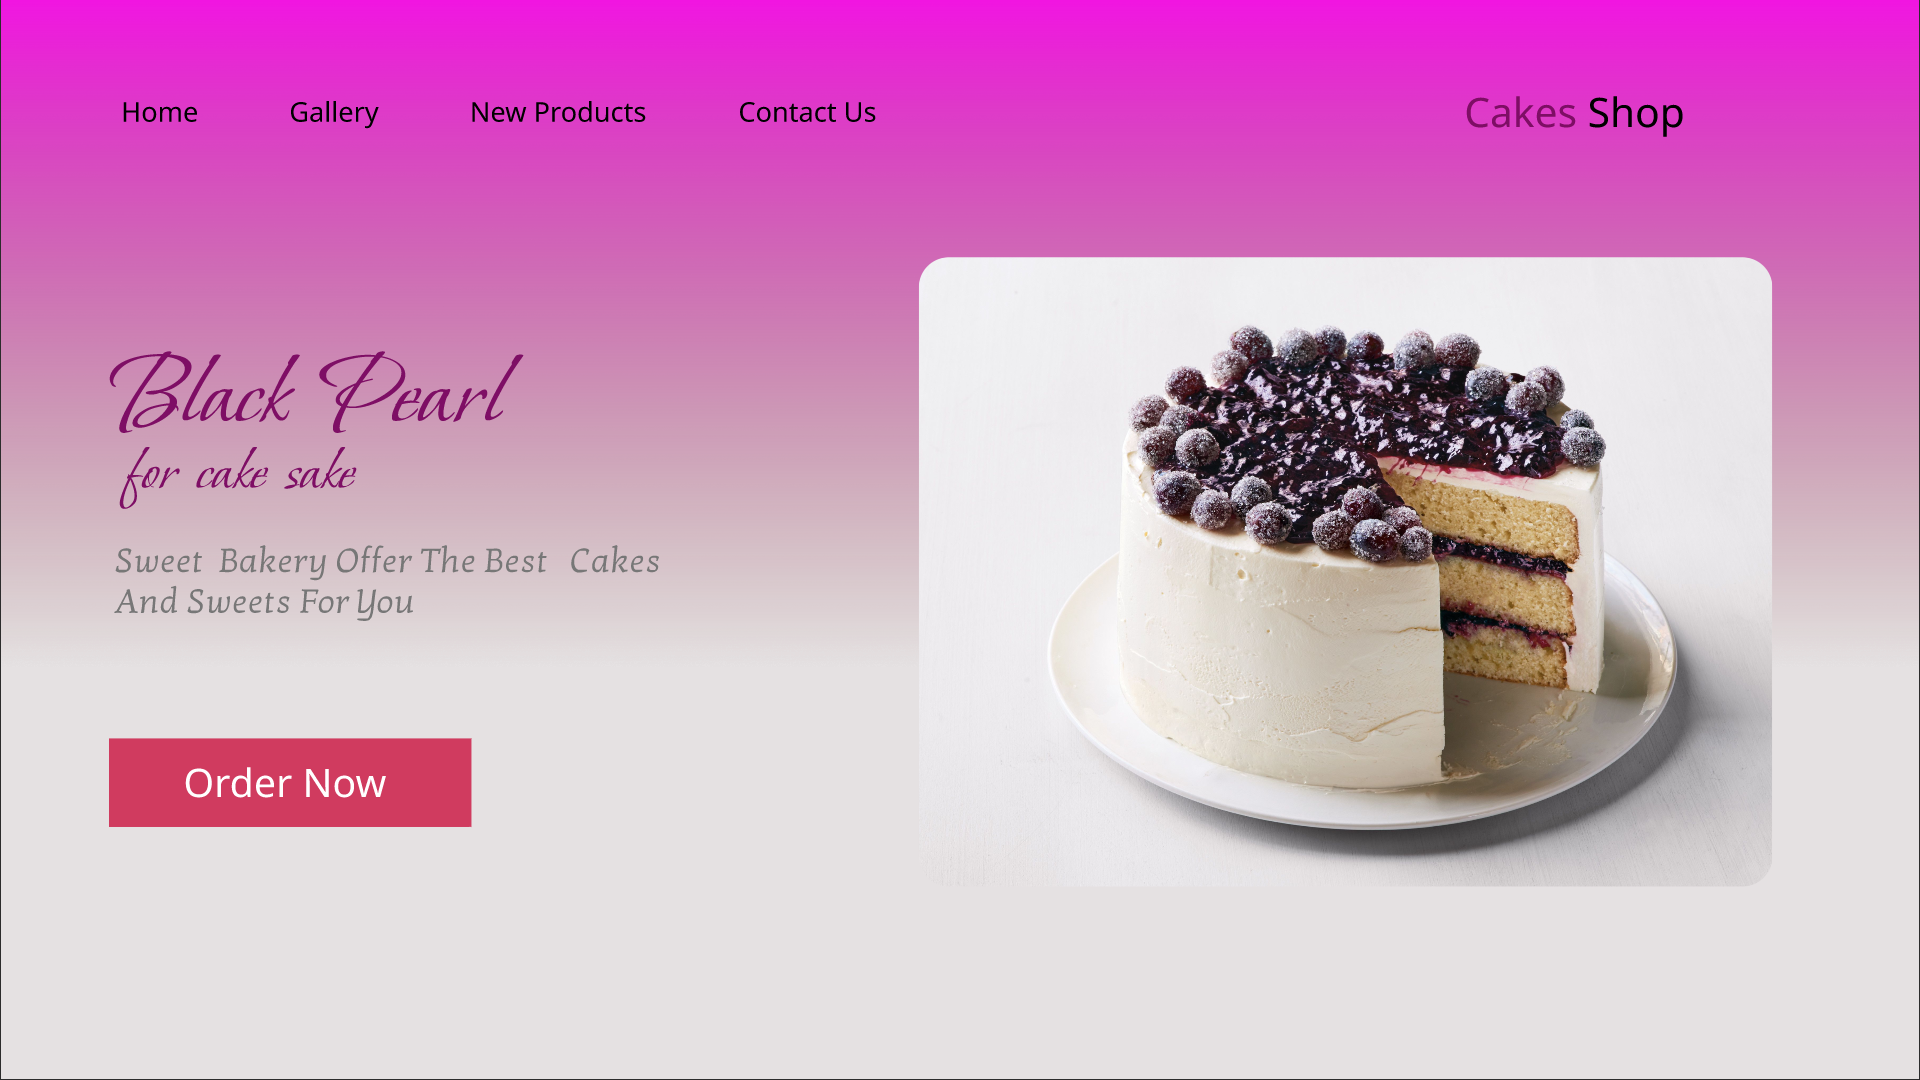 Home Gallery New Products Contact Us Cakes Shop
Black Pearl
for cake sake
Sweet Bakery Offer The Best Cakes
And Sweets For You
Order Now